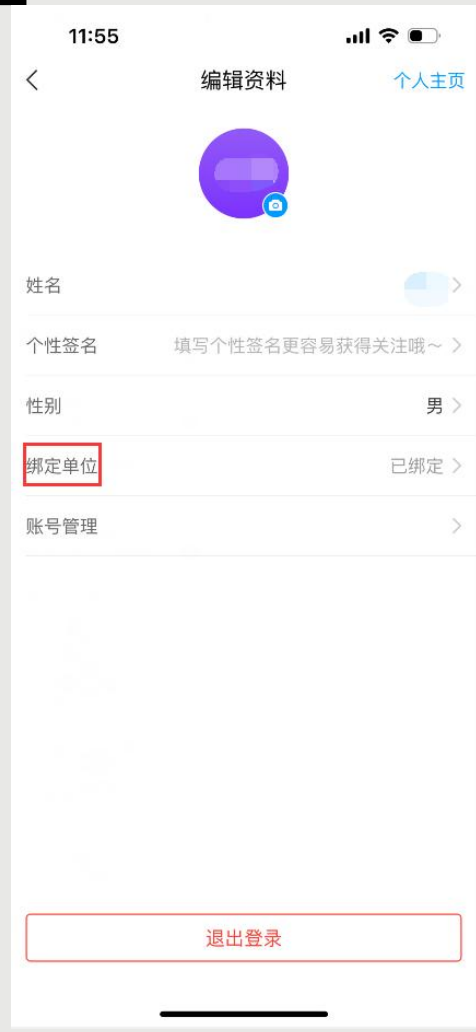 11:55
编辑资料
个人主页
姓名
个性签名 填写个性签名更容易获得关注哦～
性别 男
绑定单位 已绑定
账号管理
退出登录